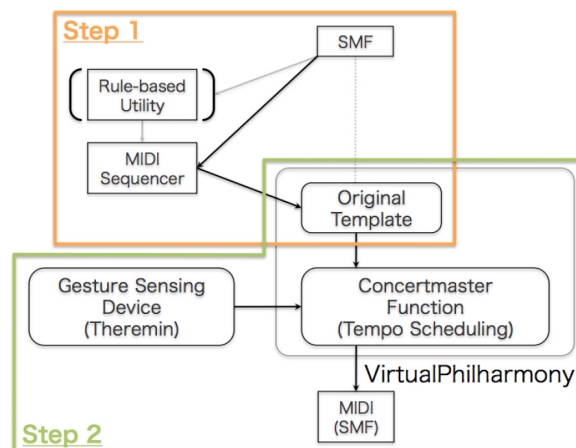 Step 1
SMF
Rule-based
Utility
MIDI
Sequencer
Original
Template
Gesture Sensing
Device
(Theremin)
Concertmaster
Function
(Tempo Scheduling)
VirtualPhilharmony
MIDI
(SMF)
Step 2